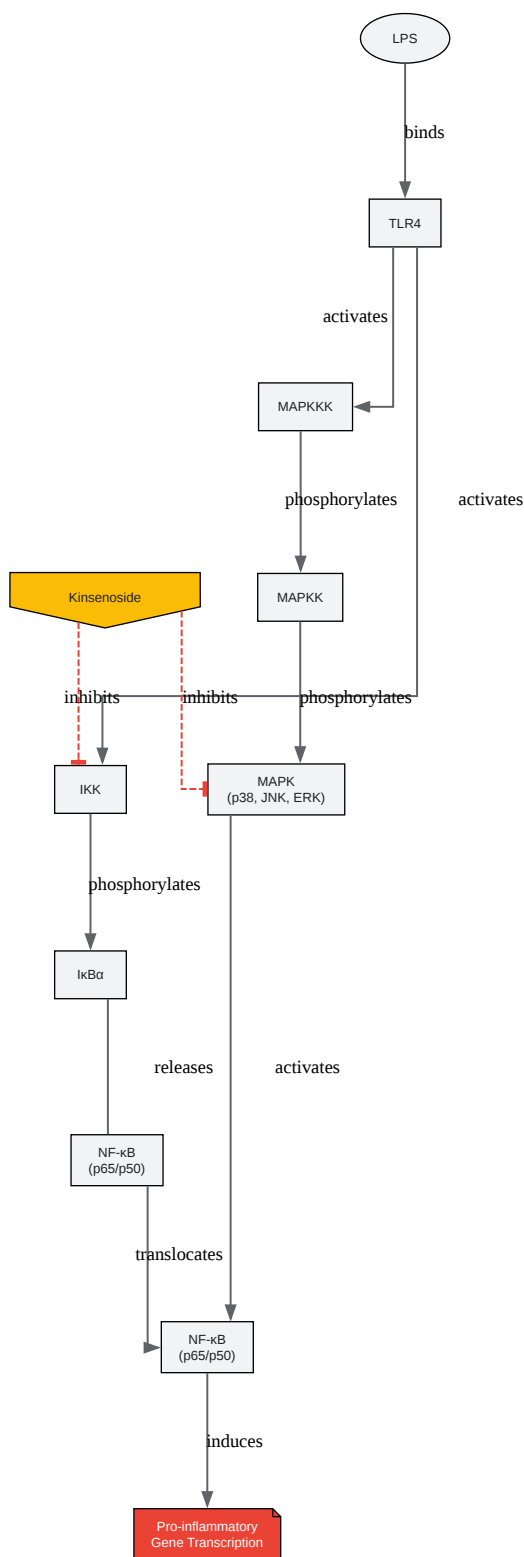 LPS
binds
TLR4
activates
MAPKKK
phosphorylates
activates
Kinsenoside
MAPKK
inhibits
inhibits
phosphorylates
IKK
MAPK
(p38, JNK, ERK)
phosphorylates
IκBα
releases
activates
NF-κB
(p65/p50)
translocates
NF-κB
(p65/p50)
induces
Pro-inflammatory
Gene Transcription